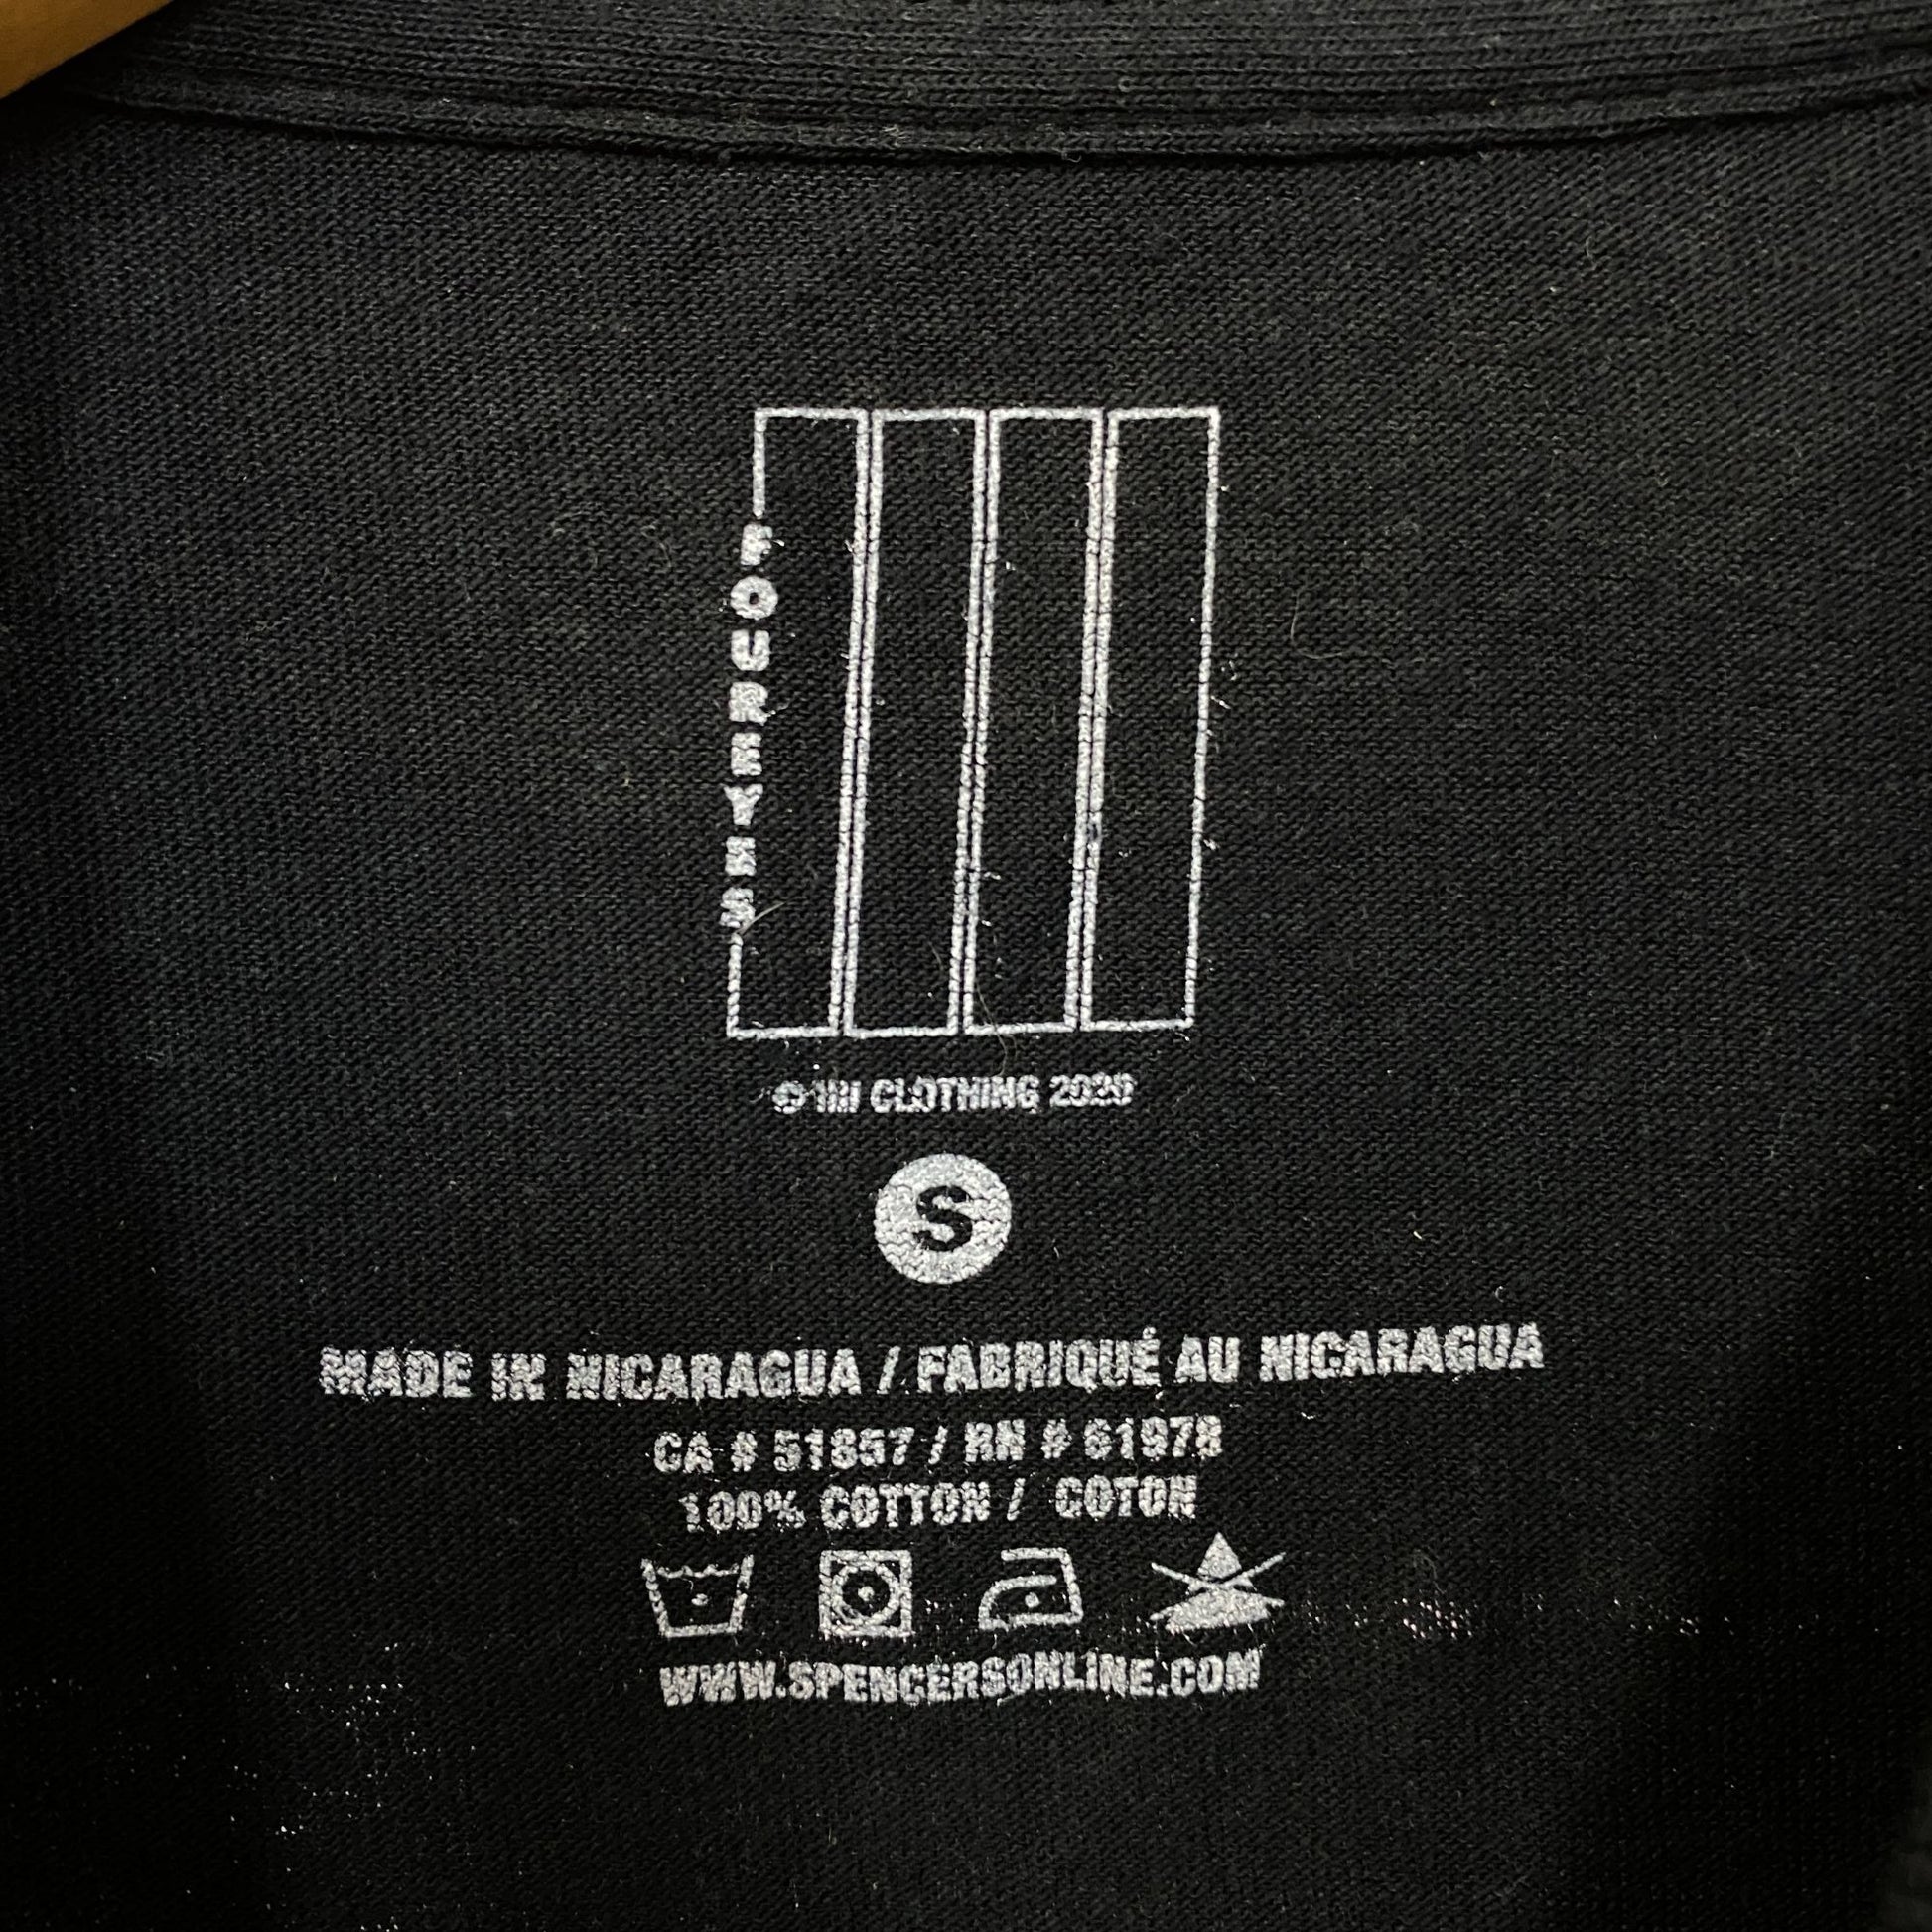 FOUREYES
© IIII CLOTHING 2020
S
MADE IN NICARAGUA / FABRIQUÉ AU NICARAGUA
CA # 51857 / RN # 61978
100% COTTON / COTON
WWW.SPENCERSONLINE.COM